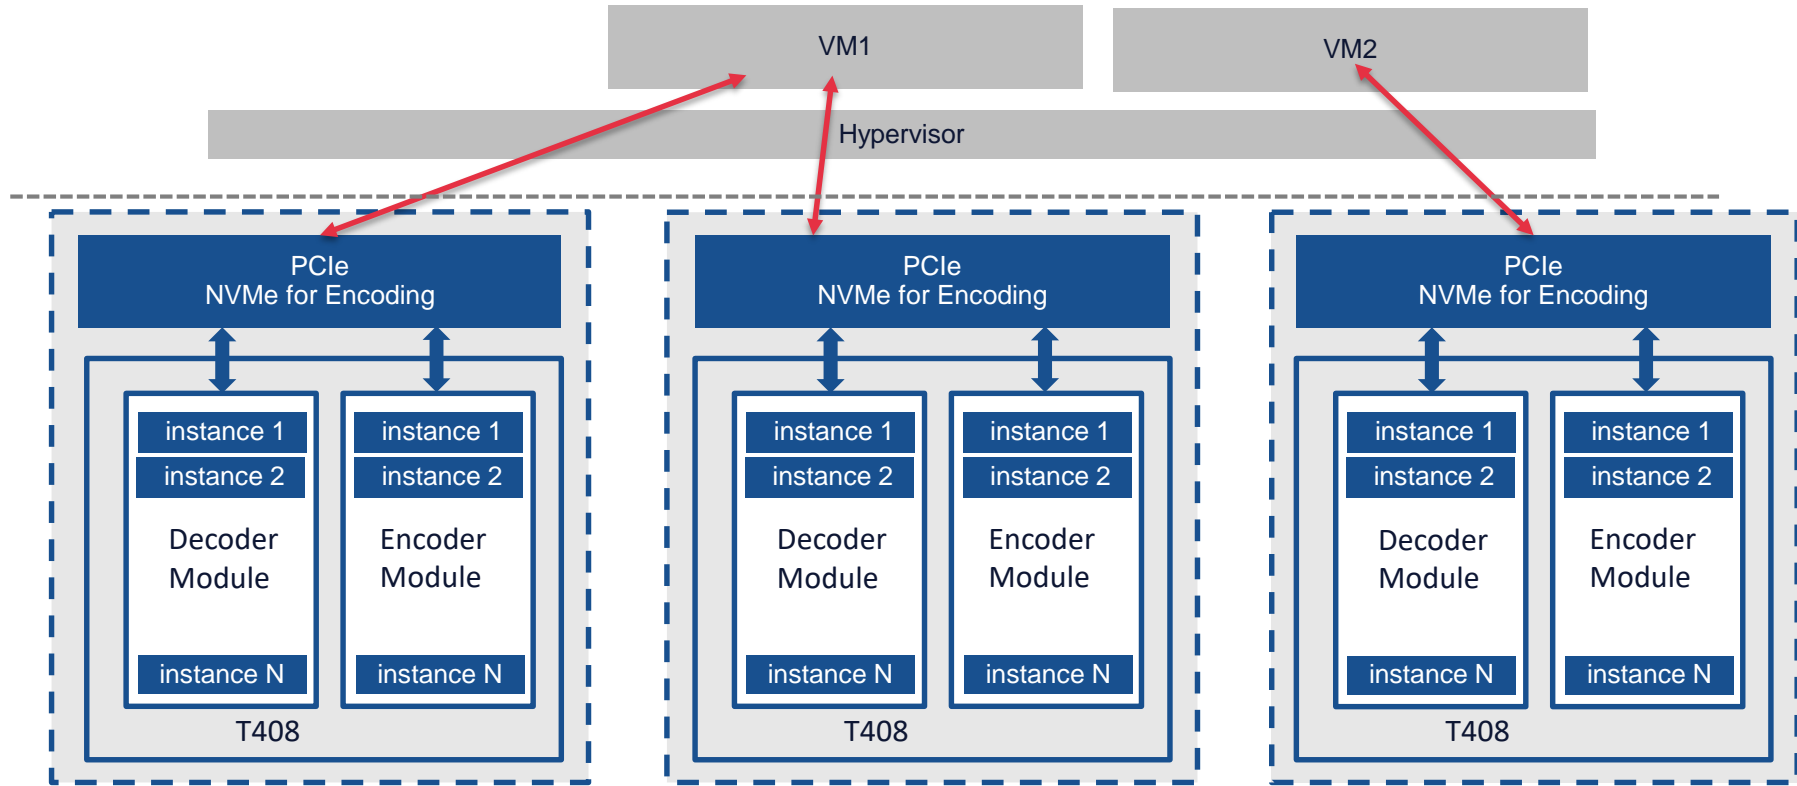 VM1
VM2
Hypervisor
PCIe
NVMe for Encoding
instance 1
instance 2
Decoder
Module
instance N
instance 1
instance 2
Encoder
Module
instance N
T408
PCIe
NVMe for Encoding
instance 1
instance 2
Decoder
Module
instance N
instance 1
instance 2
Encoder
Module
instance N
T408
PCIe
NVMe for Encoding
instance 1
instance 2
Decoder
Module
instance N
instance 1
instance 2
Encoder
Module
instance N
T408